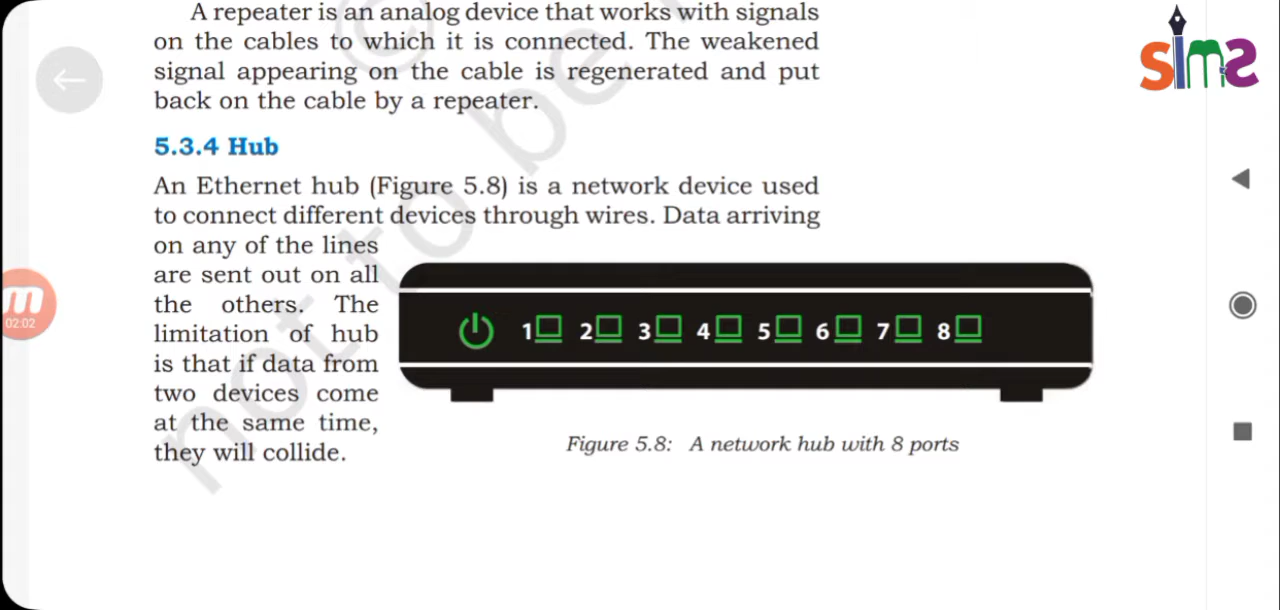 A repeater is an analog device that works with signals
on the cables to which it is connected. The weakened
signal appearing on the cable is regenerated and put
back on the cable by a repeater.
5.3.4 Hub
An Ethernet hub (Figure 5.8) is a network device used
to connect different devices through wires. Data arriving
on any of the lines
are sent out on all
the others. The
limitation of hub
is that if data from
two devices come
at the same time,
they will collide.
1 2 3 4 5 6 7 8
Figure 5.8: A network hub with 8 ports
not to be
©
sims
m
02:02